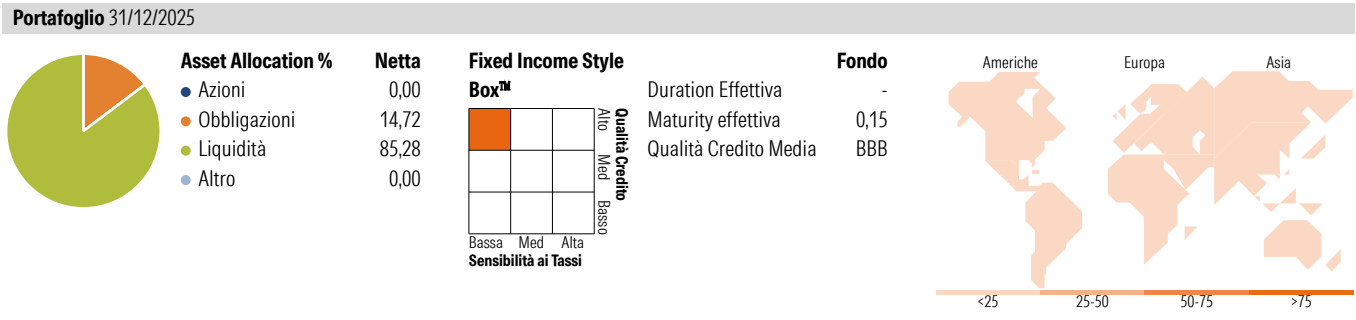 Portafoglio 31/12/2025
Asset Allocation % Netta
Azioni 0,00
Obbligazioni 14,72
Liquidità 85,28
Altro 0,00
Fixed Income Style
Box™
Alto Med Basso
Qualità Credito
Bassa Med Alta
Sensibilità ai Tassi
Fondo
Duration Effettiva -
Maturity effettiva 0,15
Qualità Credito Media BBB
Americhe Europa Asia
<25 25-50 50-75 >75